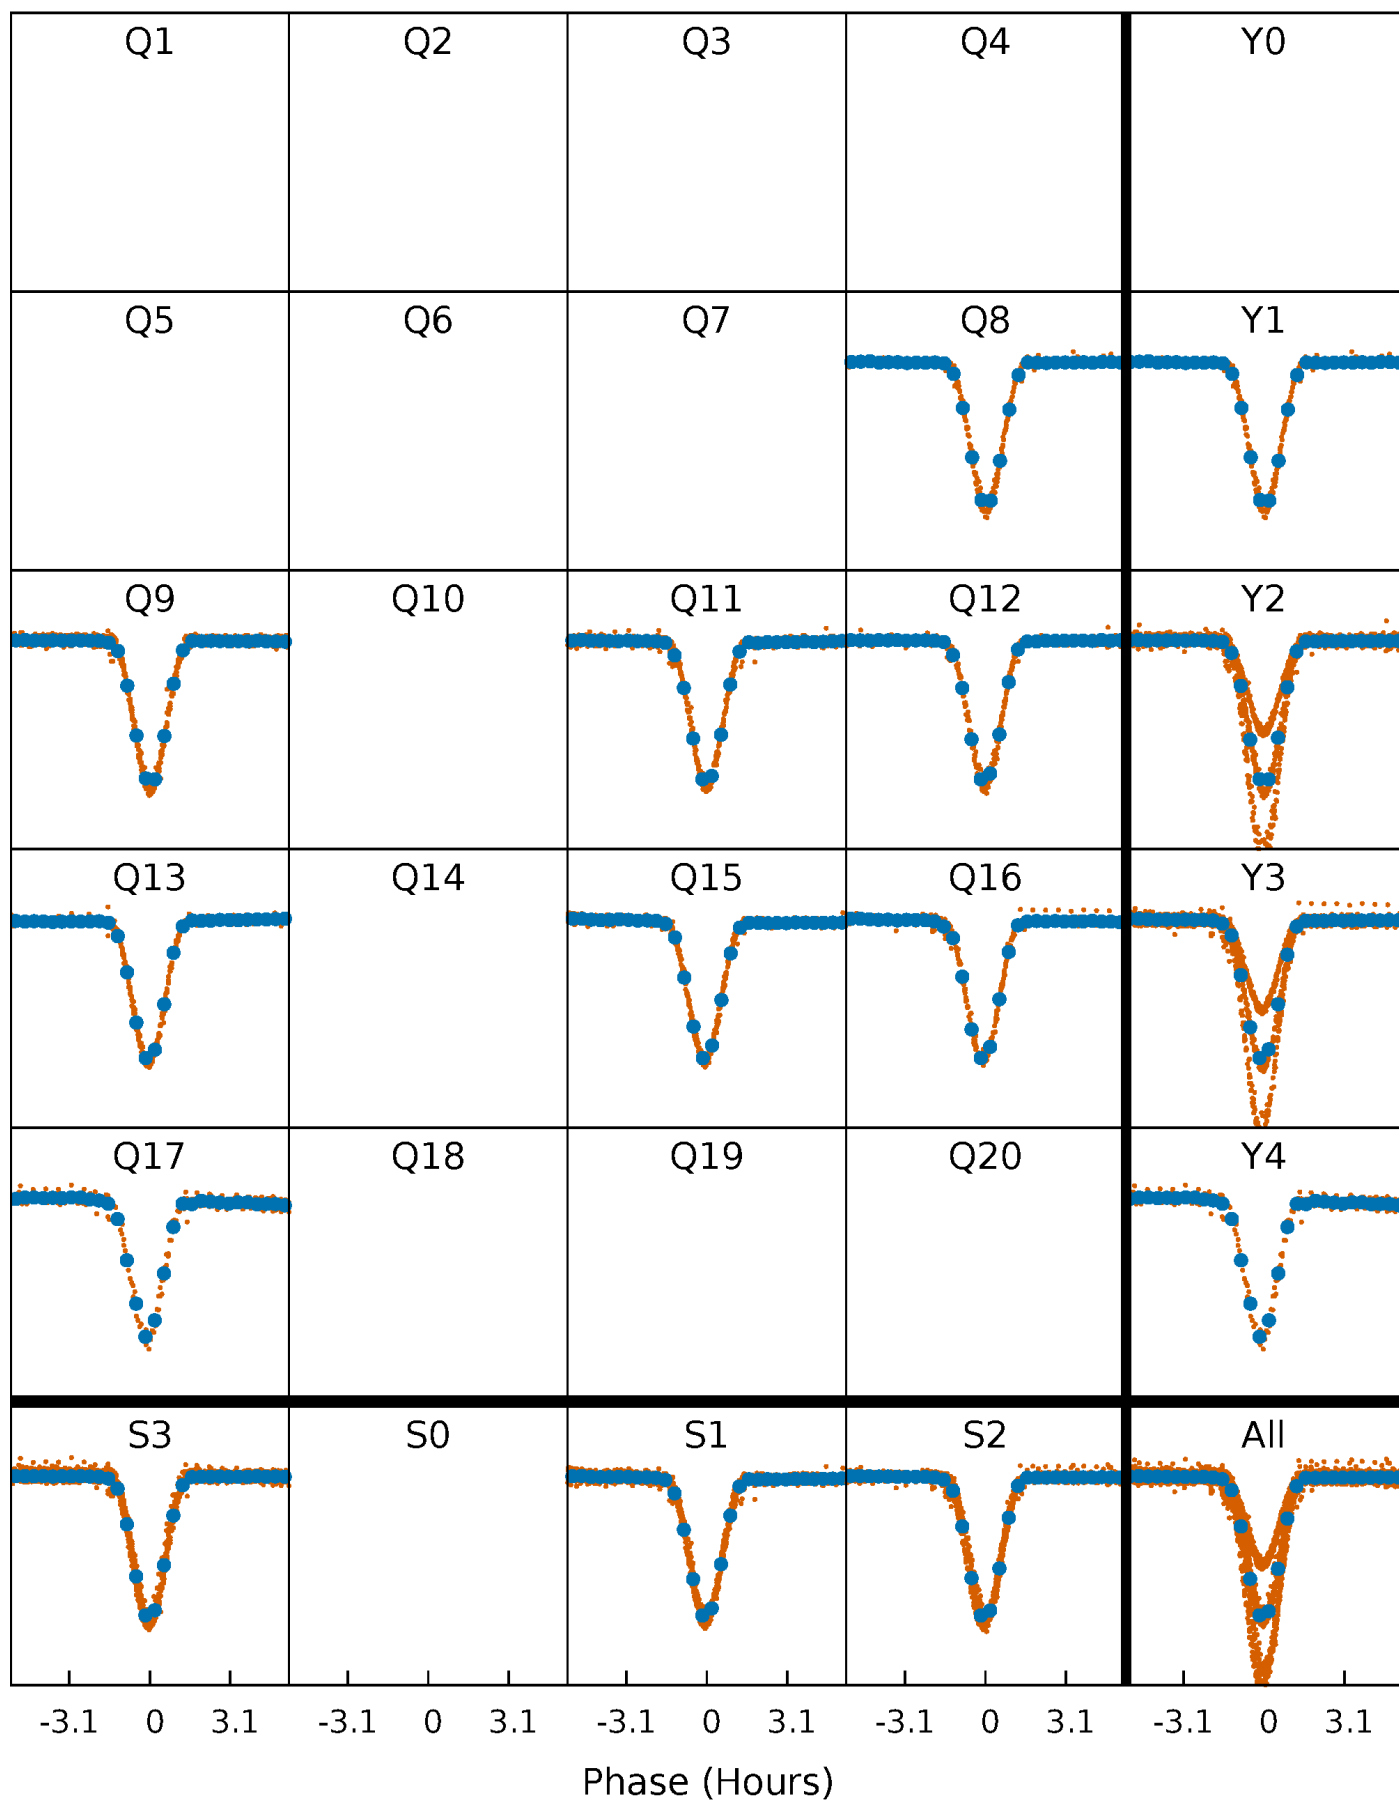 Q1 Q2 Q3 Q4 Y0
Q5 Q6 Q7 Q8 Y1
Q9 Q10 Q11 Q12 Y2
Q13 Q14 Q15 Q16 Y3
Q17 Q18 Q19 Q20 Y4
S3 S0 S1 S2 All
-3.1 0 3.1 -3.1 0 3.1 -3.1 0 3.1 -3.1 0 3.1 -3.1 0 3.1
Phase (Hours)